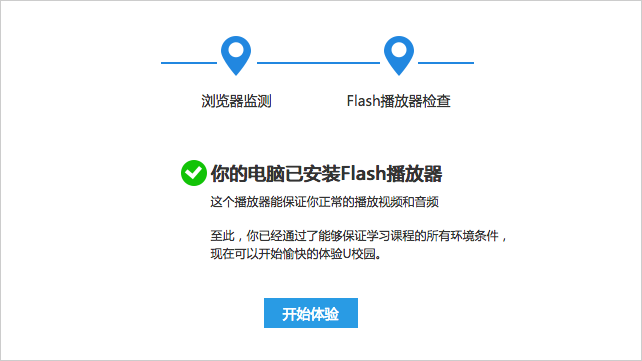 浏览器监测
Flash播放器检查
你的电脑已安装Flash播放器
这个播放器能保证你正常的播放视频和音频
至此，你已经通过了能够保证学习课程的所有环境条件，
现在可以开始愉快的体验U校园。
开始体验